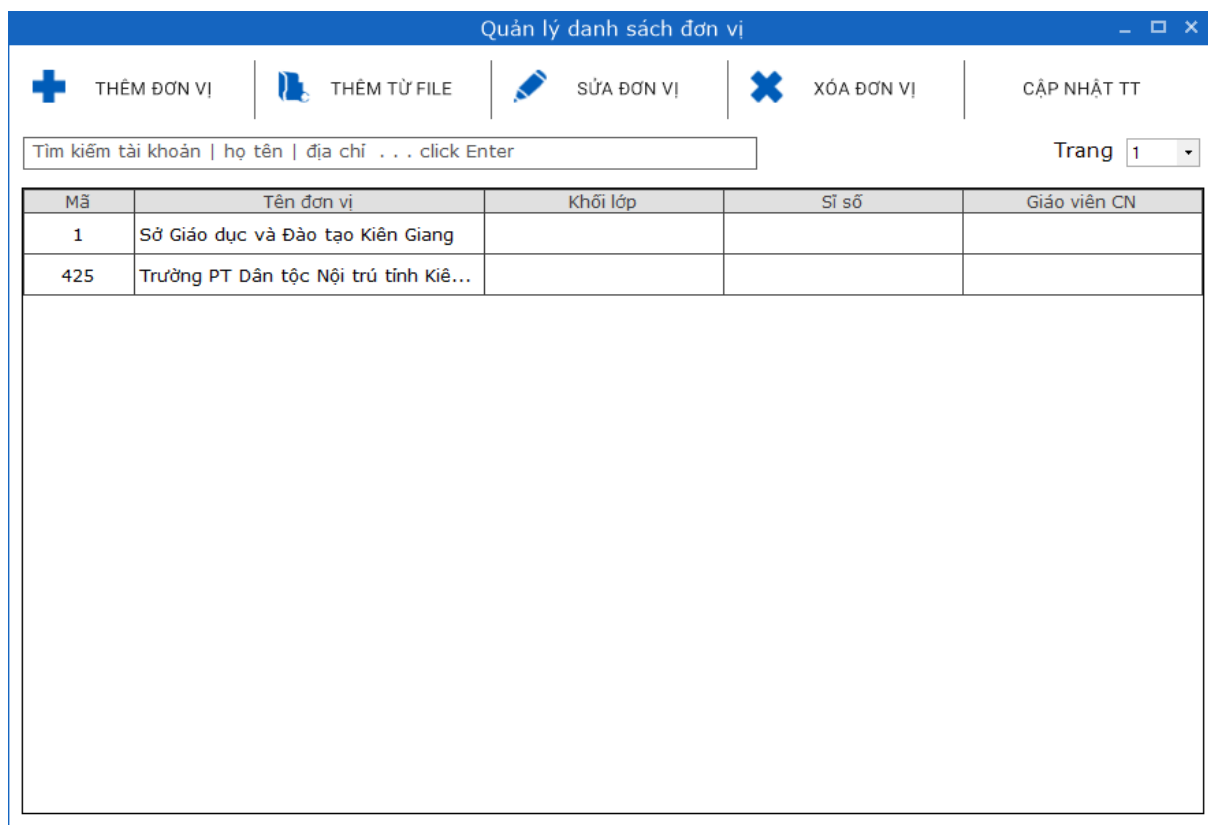 Quản lý danh sách đơn vị
THÊM ĐƠN VỊ THÊM TỪ FILE SỬA ĐƠN VỊ XÓA ĐƠN VỊ CẬP NHẬT TT
Tìm kiếm tài khoản | họ tên | địa chỉ . . . click Enter Trang 1
Mã Tên đơn vị Khối lớp Sĩ số Giáo viên CN
1 Sở Giáo dục và Đào tạo Kiên Giang
425 Trường PT Dân tộc Nội trú tỉnh Kiê...